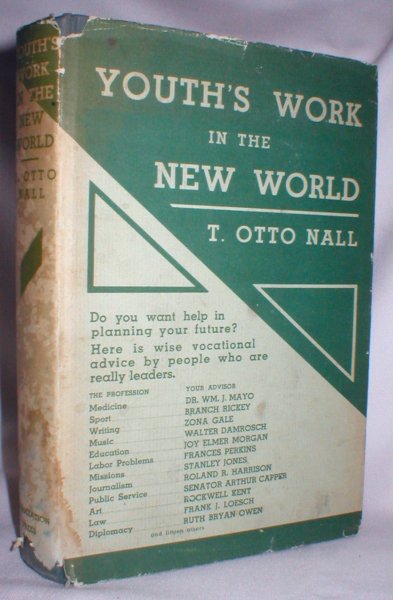 OUTH'S
WORK
IN THE
NEW
WORLD
T. OTTO
NALL
YOUTH'S WORK
IN THE
NEW WORLD
T. OTTO NALL
Do you want help in
planning your future?
Here is wise vocational
advice by people who are
really leaders.
THE PROFESSION YOUR ADVISOR
Medicine DR. WM. J. MAYO
Sport BRANCH RICKEY
Writing ZONA GALE
Music WALTER DAMROSCH
Education JOY ELMER MORGAN
Labor Problems FRANCES PERKINS
Missions STANLEY JONES
Journalism ROLAND R. HARRISON
Public Service SENATOR ARTHUR CAPPER
Art ROCKWELL KENT
Law FRANK J. LOESCH
Diplomacy RUTH BRYAN OWEN
and fifteen others